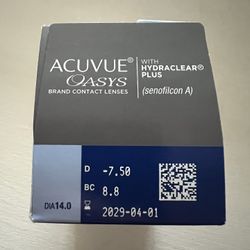 ACUVUE®
OASYS
BRAND CONTACT LENSES
WITH
HYDRACLEAR®
PLUS
(senofilcon A)
D -7.50
BC 8.8
2029-04-01
DIA14.0